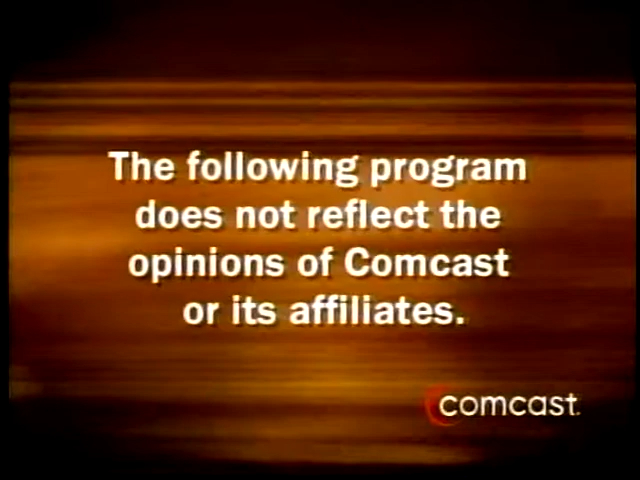 The following program
does not reflect the
opinions of Comcast
or its affiliates.
comcast.